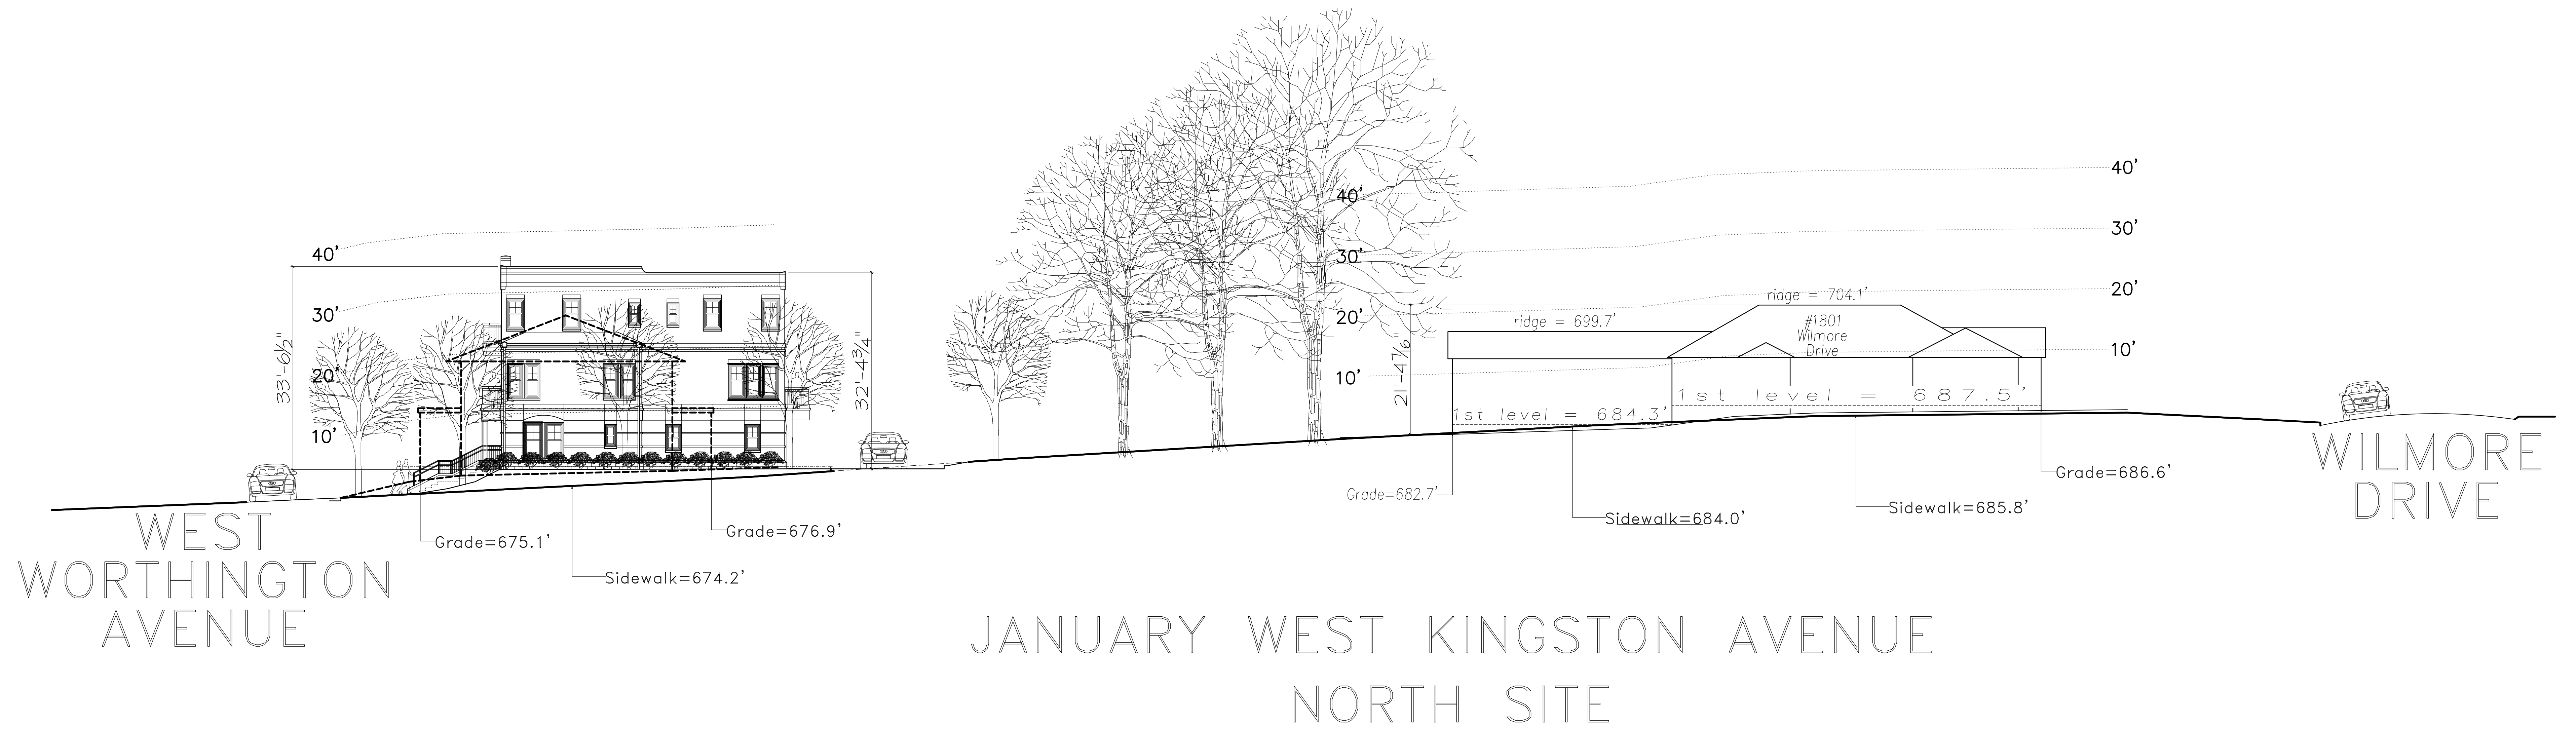 40'
30'
20'
10'
33'-6½"
32'-4¾"
WEST
WORTHINGTON
AVENUE
Grade=675.1'
Sidewalk=674.2'
Grade=676.9'
40'
30'
20'
10'
ridge = 699.7'
ridge = 704.1'
#1801
Wilmore
Drive
1st level = 684.3'
1st level = 687.5'
40'
30'
20'
10'
Grade=682.7'
Sidewalk=684.0'
Sidewalk=685.8'
Grade=686.6'
WILMORE
DRIVE
JANUARY WEST KINGSTON AVENUE
NORTH SITE